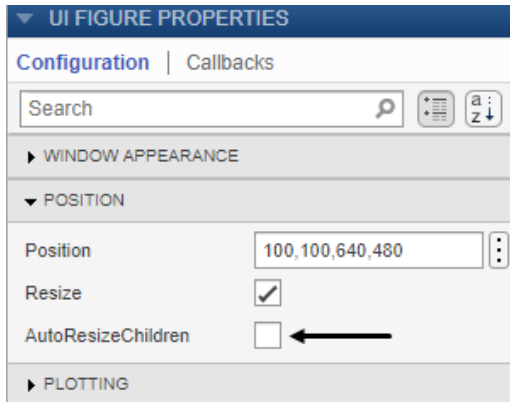 UI FIGURE PROPERTIES
Configuration | Callbacks
Search
a
z
WINDOW APPEARANCE
POSITION
Position 100,100,640,480
Resize
AutoResizeChildren
PLOTTING